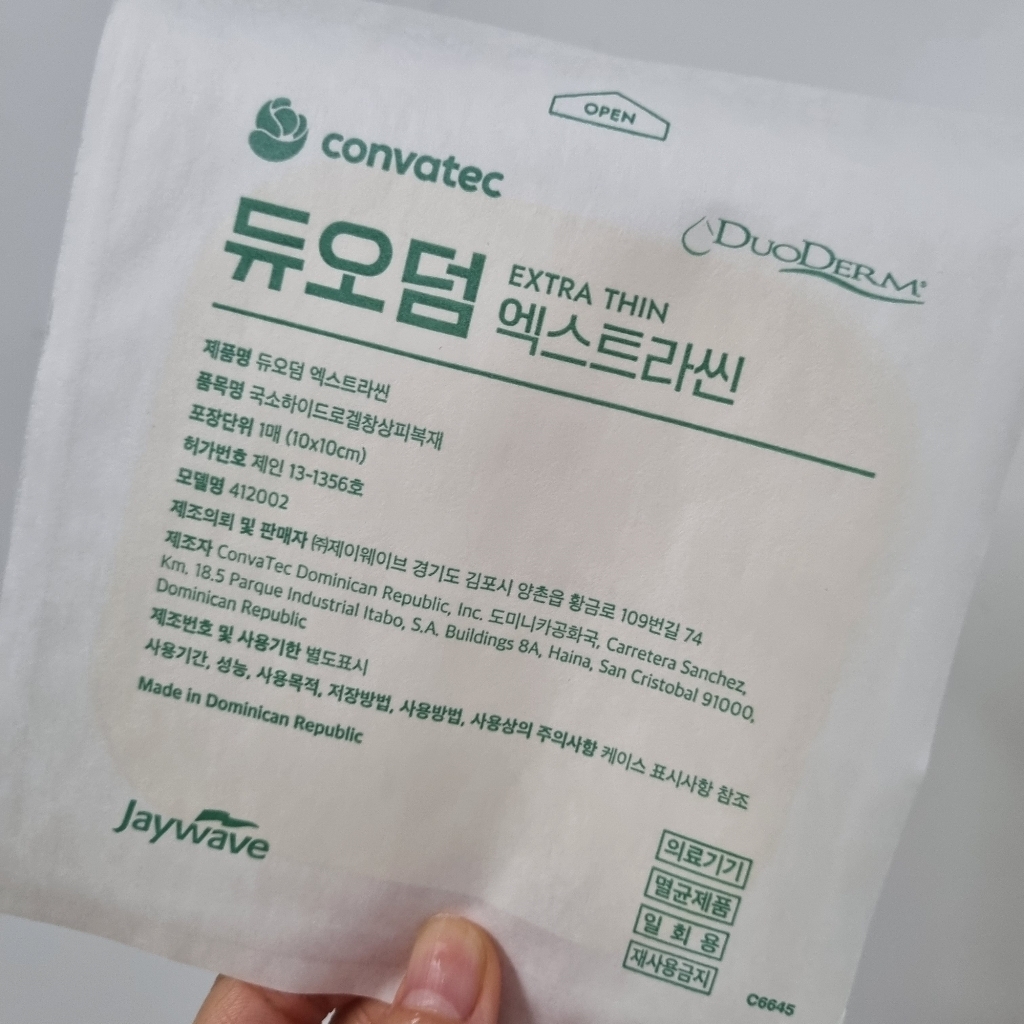 OPEN
convatec
DUODERM®
듀오덤 EXTRA THIN 엑스트라씬
제품명 듀오덤 엑스트라씬
품목명 국소하이드로겔창상피복재
포장단위 1매 (10x10cm)
허가번호 제인 13-1356호
모델명 412002
제조의뢰 및 판매자 ㈜제이웨이브 경기도 김포시 양촌읍 황금로 109번길 74
제조자 ConvaTec Dominican Republic, Inc. 도미니카공화국, Carretera Sanchez,
Km. 18.5 Parque Industrial Itabo, S.A. Buildings 8A, Haina, San Cristobal 91000,
Dominican Republic
제조번호 및 사용기한 별도표시
사용기간, 성능, 사용목적, 저장방법, 사용방법, 사용상의 주의사항 케이스 표시사항 참조
Made in Dominican Republic
Jaywave
의료기기
멸균제품
일 회 용
재사용금지
C6645